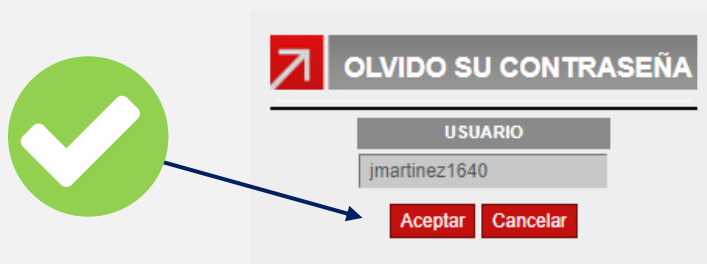 OLVIDO SU CONTRASEÑA
USUARIO
jmartinez1640
Aceptar Cancelar